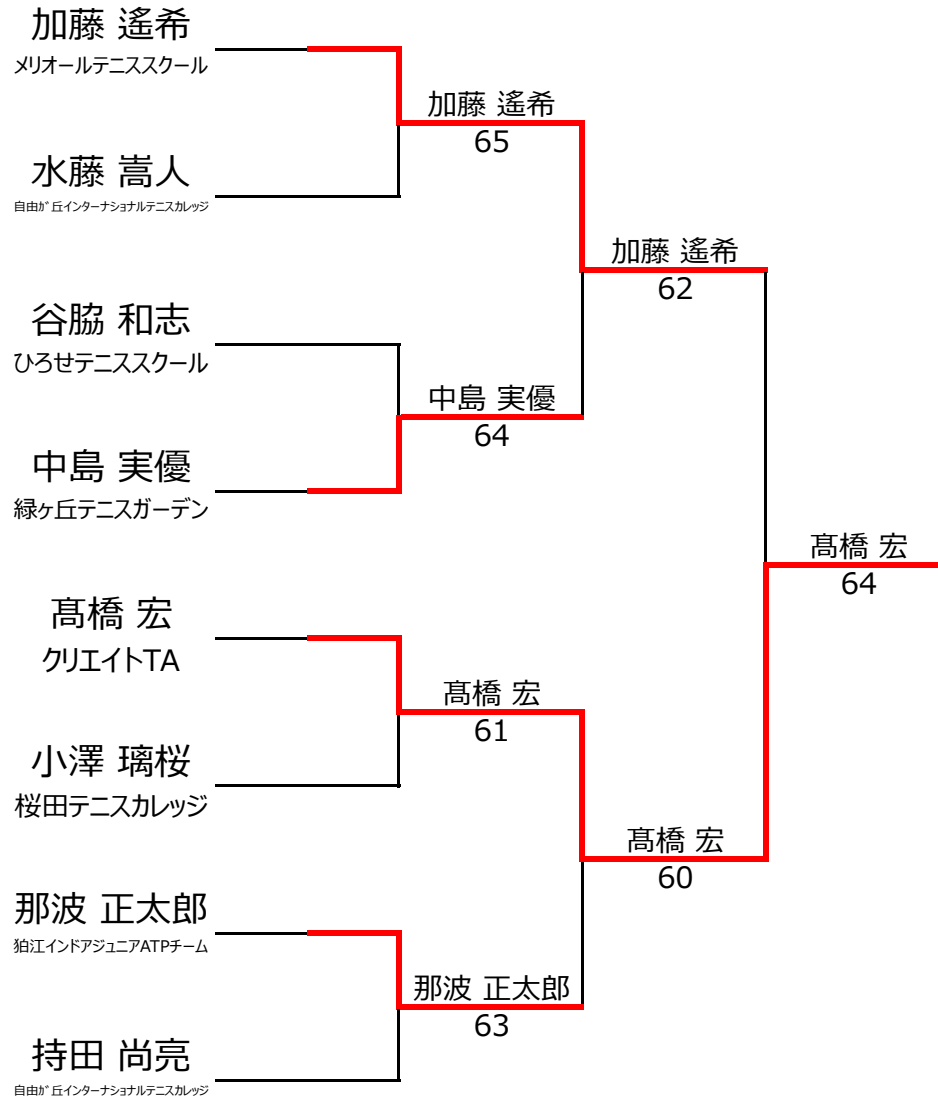 加藤 遙希
メリオールテニススクール
加藤 遙希
65
水藤 嵩人
自由ガ丘インターナショナルテニスカレッジ
加藤 遙希
62
谷脇 和志
ひろせテニススクール
中島 実優
64
中島 実優
緑ヶ丘テニスガーデン
髙橋 宏
64
髙橋 宏
クリエイトTA
髙橋 宏
61
小澤 璃桜
桜田テニスカレッジ
髙橋 宏
60
那波 正太郎
狛江インドアジュニアATPチーム
那波 正太郎
63
持田 尚亮
自由ガ丘インターナショナルテニスカレッジ